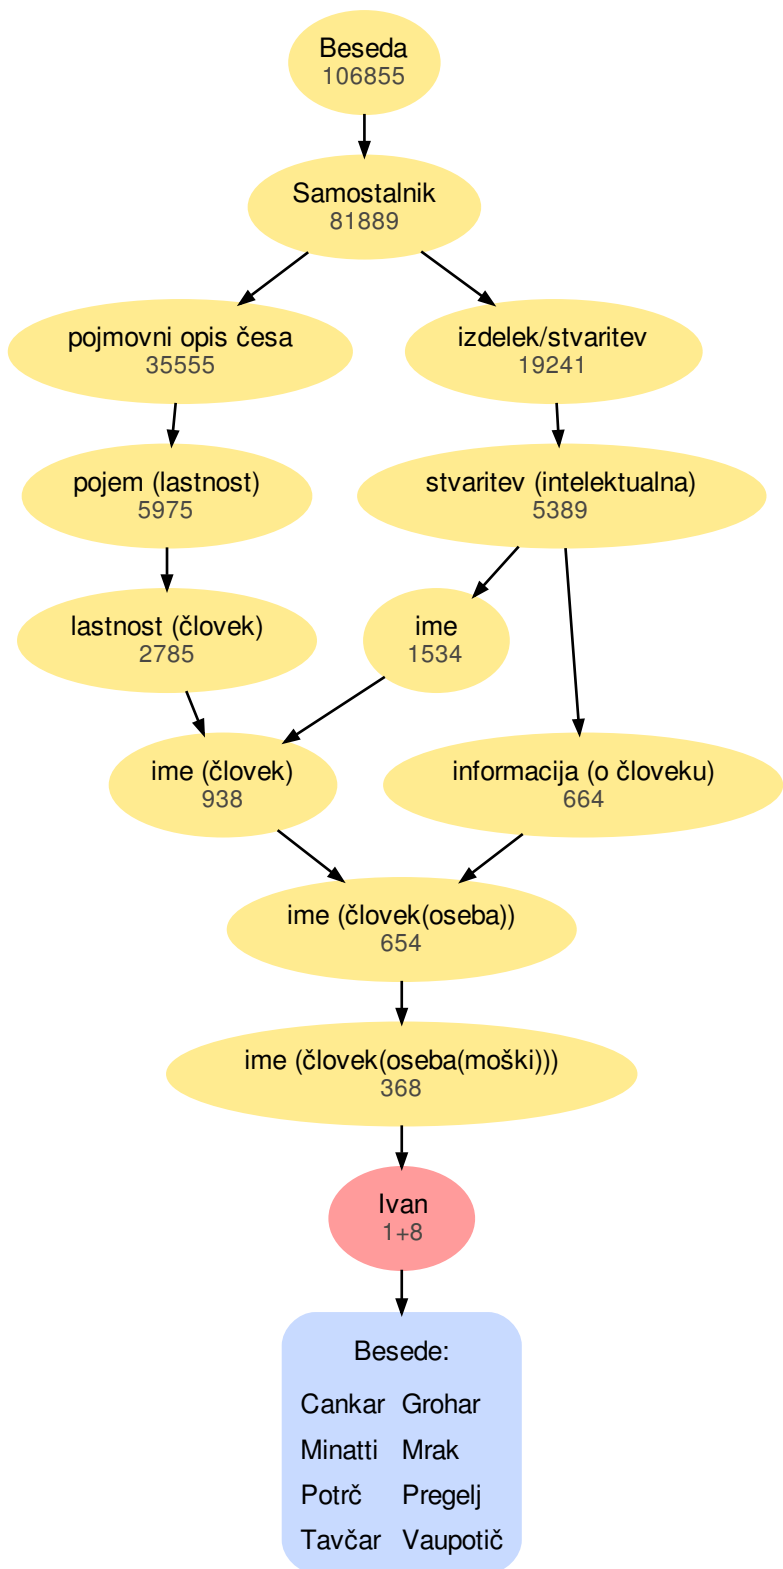 Beseda
106855
Samostalnik
81889
pojmovni opis česa
35555
izdelek/stvaritev
19241
pojem (lastnost)
5975
stvaritev (intelektualna)
5389
lastnost (človek)
2785
ime
1534
ime (človek)
938
informacija (o človeku)
664
ime (človek(oseba))
654
ime (človek(oseba(moški)))
368
Ivan
1+8
Besede:
Cankar Grohar
Minatti Mrak
Potrč Pregelj
Tavčar Vaupotič